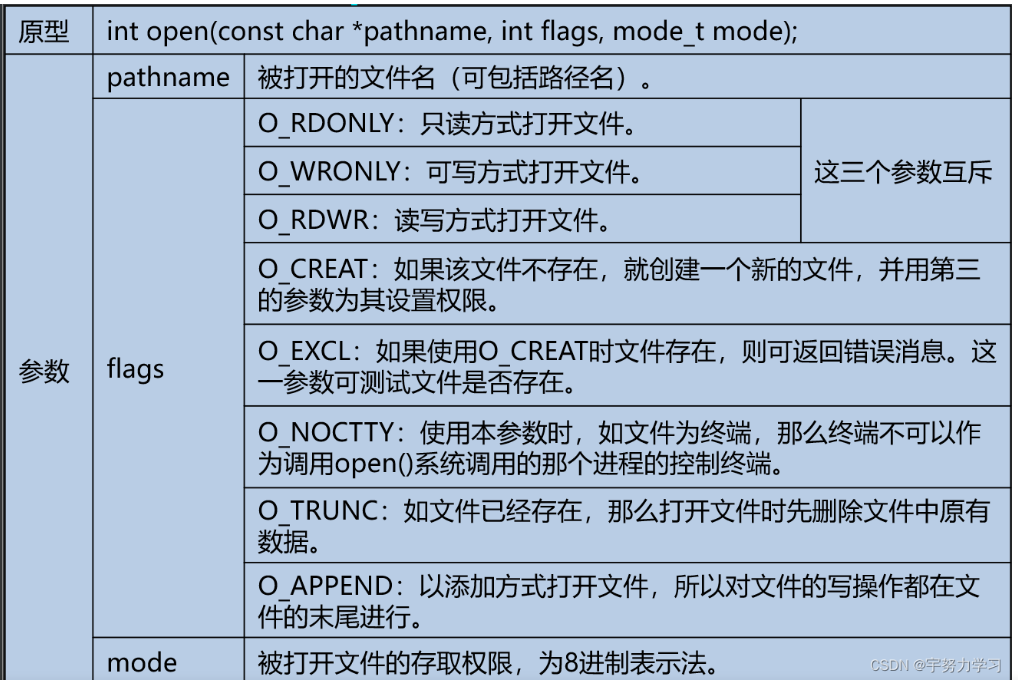 原型
int open(const char *pathname, int flags, mode_t mode);
参数
pathname
被打开的文件名（可包括路径名）。
flags
O_RDONLY：只读方式打开文件。
O_WRONLY：可写方式打开文件。
O_RDWR：读写方式打开文件。
这三个参数互斥
O_CREAT：如果该文件不存在，就创建一个新的文件，并用第三
的参数为其设置权限。
O_EXCL：如果使用O_CREAT时文件存在，则可返回错误消息。这
一参数可测试文件是否存在。
O_NOCTTY：使用本参数时，如文件为终端，那么终端不可以作
为调用open()系统调用的那个进程的控制终端。
O_TRUNC：如文件已经存在，那么打开文件时先删除文件中原有
数据。
O_APPEND：以添加方式打开文件，所以对文件的写操作都在文
件的末尾进行。
mode
被打开文件的存取权限，为8进制表示法。
CSDN @宇努力学习